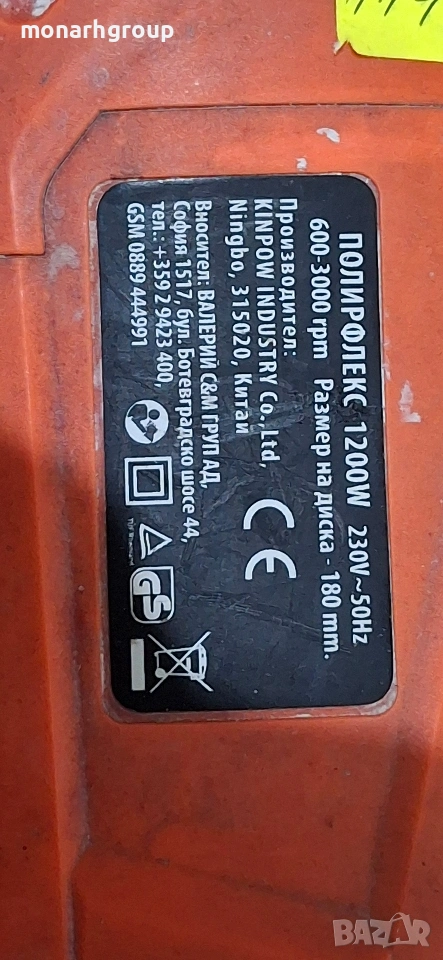 monarhgroup
ПОЛИРФЛЕКС 1200W 230V~50Hz
600-3000 rpm Размер на диска - 180 mm.
Производител:
KINPOW INDUSTRY Co., Ltd,
Ningbo, 315020, Китай
CE
Вносител: ВАЛЕРИЙ С&М ГРУП АД,
София 1517, бул. Ботевградско шосе 44,
тел.: +359 2 9423 400,
GSM 0889 444991
GS
BAZAR